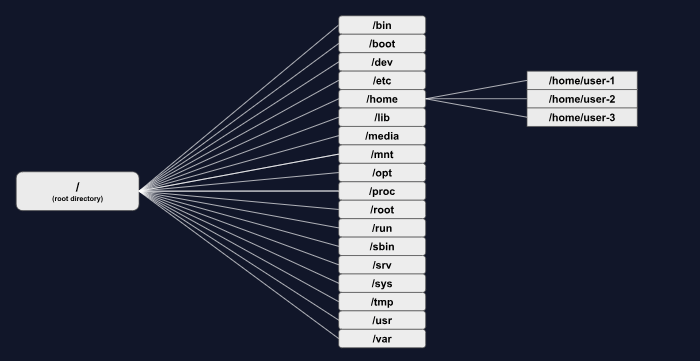 /
(root directory)
/bin
/boot
/dev
/etc
/home
/lib
/media
/mnt
/opt
/proc
/root
/run
/sbin
/srv
/sys
/tmp
/usr
/var
/home/user-1
/home/user-2
/home/user-3